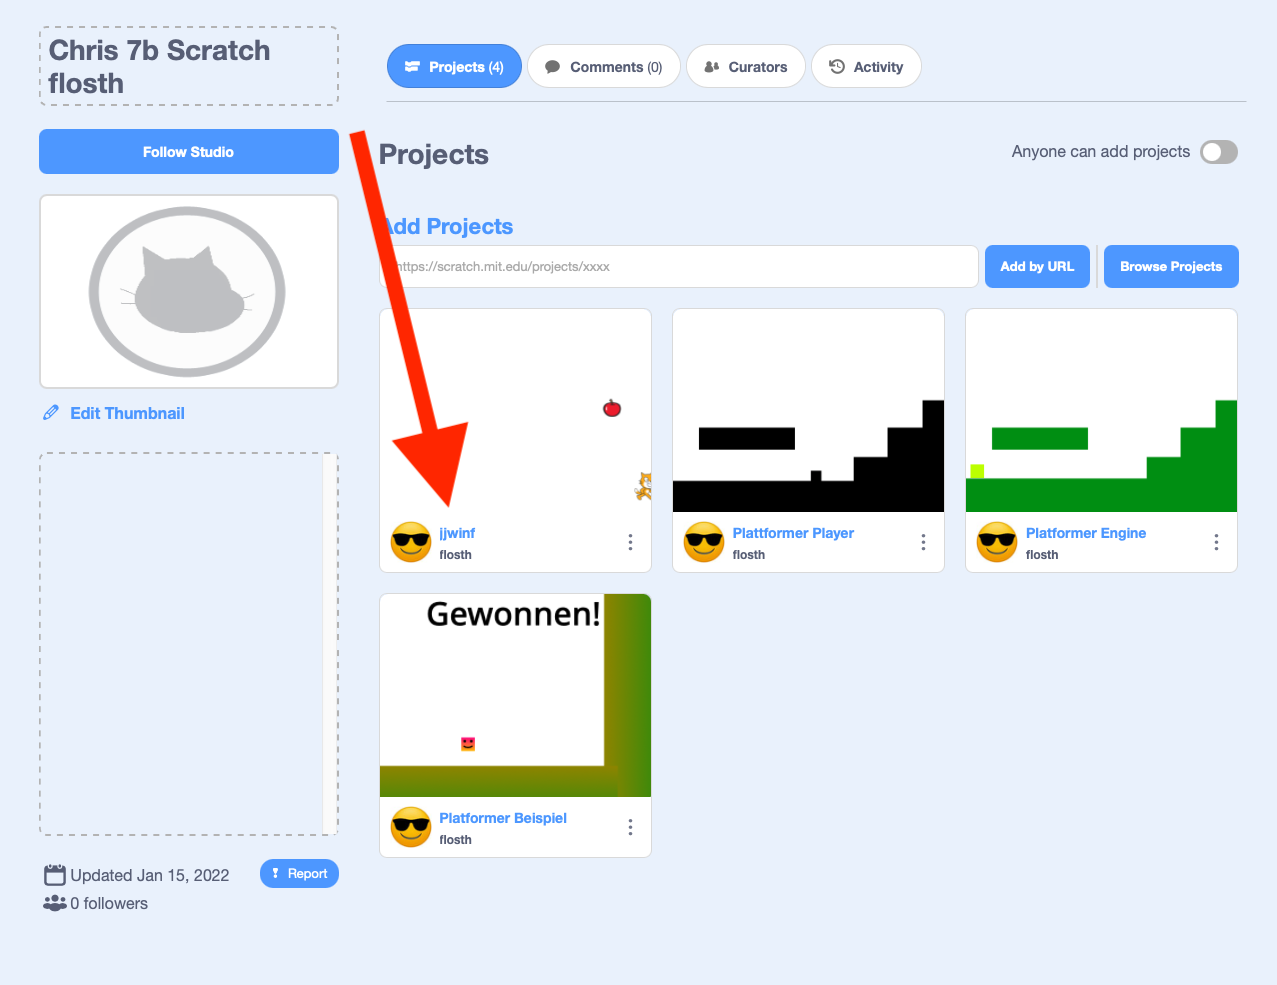 Chris 7b Scratch
flosth
Projects (4)
Comments (0)
Curators
Activity
Follow Studio
Projects
Anyone can add projects
Add Projects
https://scratch.mit.edu/projects/xxxx
Add by URL
Browse Projects
Edit Thumbnail
jjwinf
flosth
Plattformer Player
flosth
Platformer Engine
flosth
Gewonnen!
Platformer Beispiel
flosth
Updated Jan 15, 2022
Report
0 followers